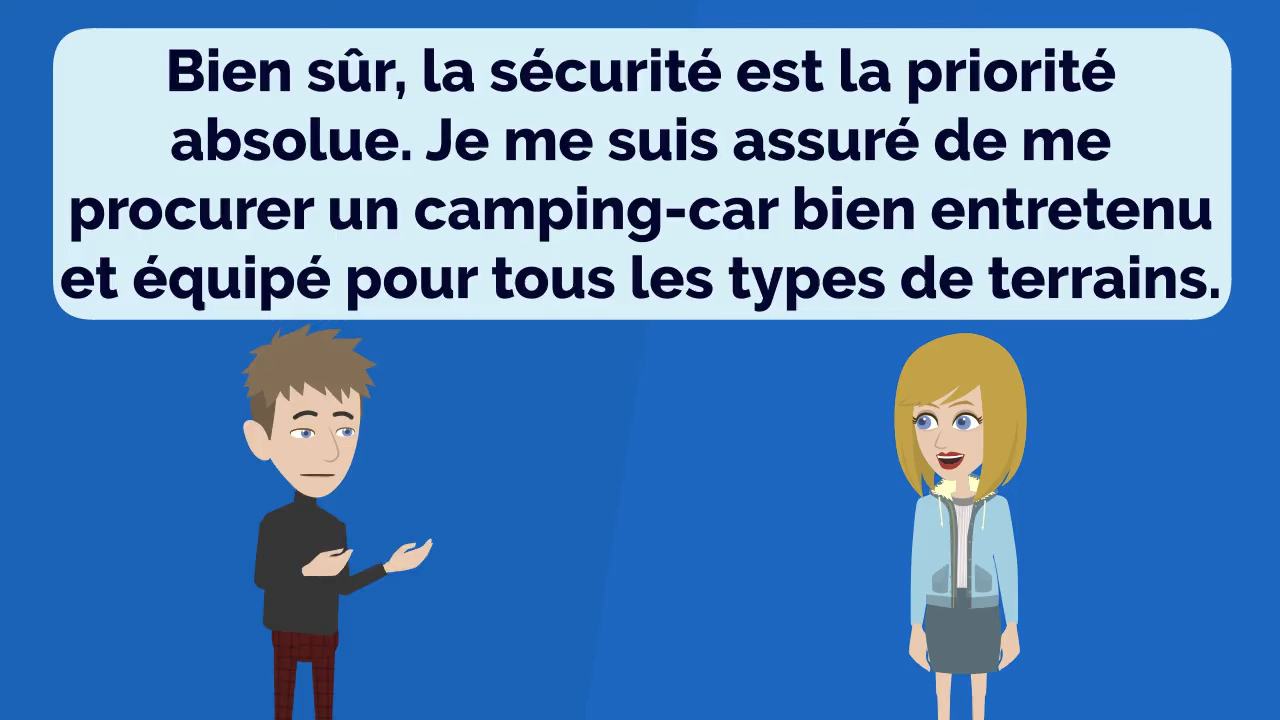 Bien sûr, la sécurité est la priorité
absolue. Je me suis assuré de me
procurer un camping-car bien entretenu
et équipé pour tous les types de terrains.